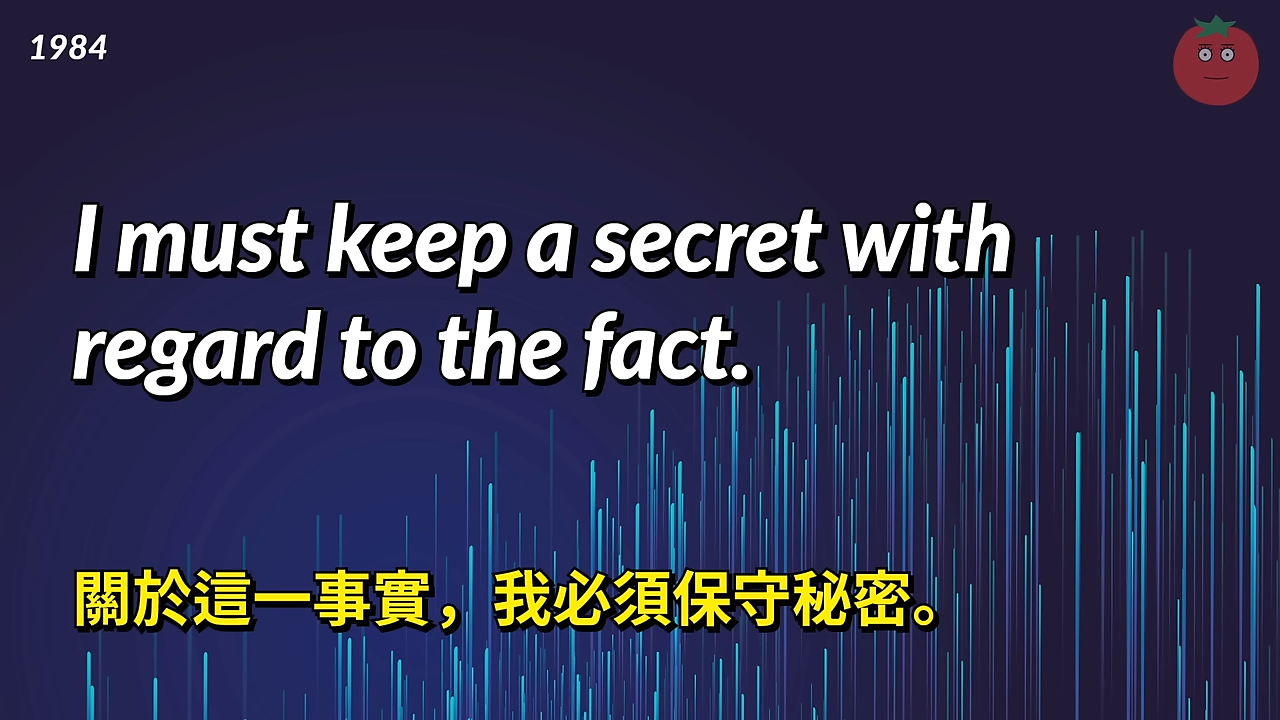 1984
I must keep a secret with
regard to the fact.
關於這一事實，我必須保守秘密。